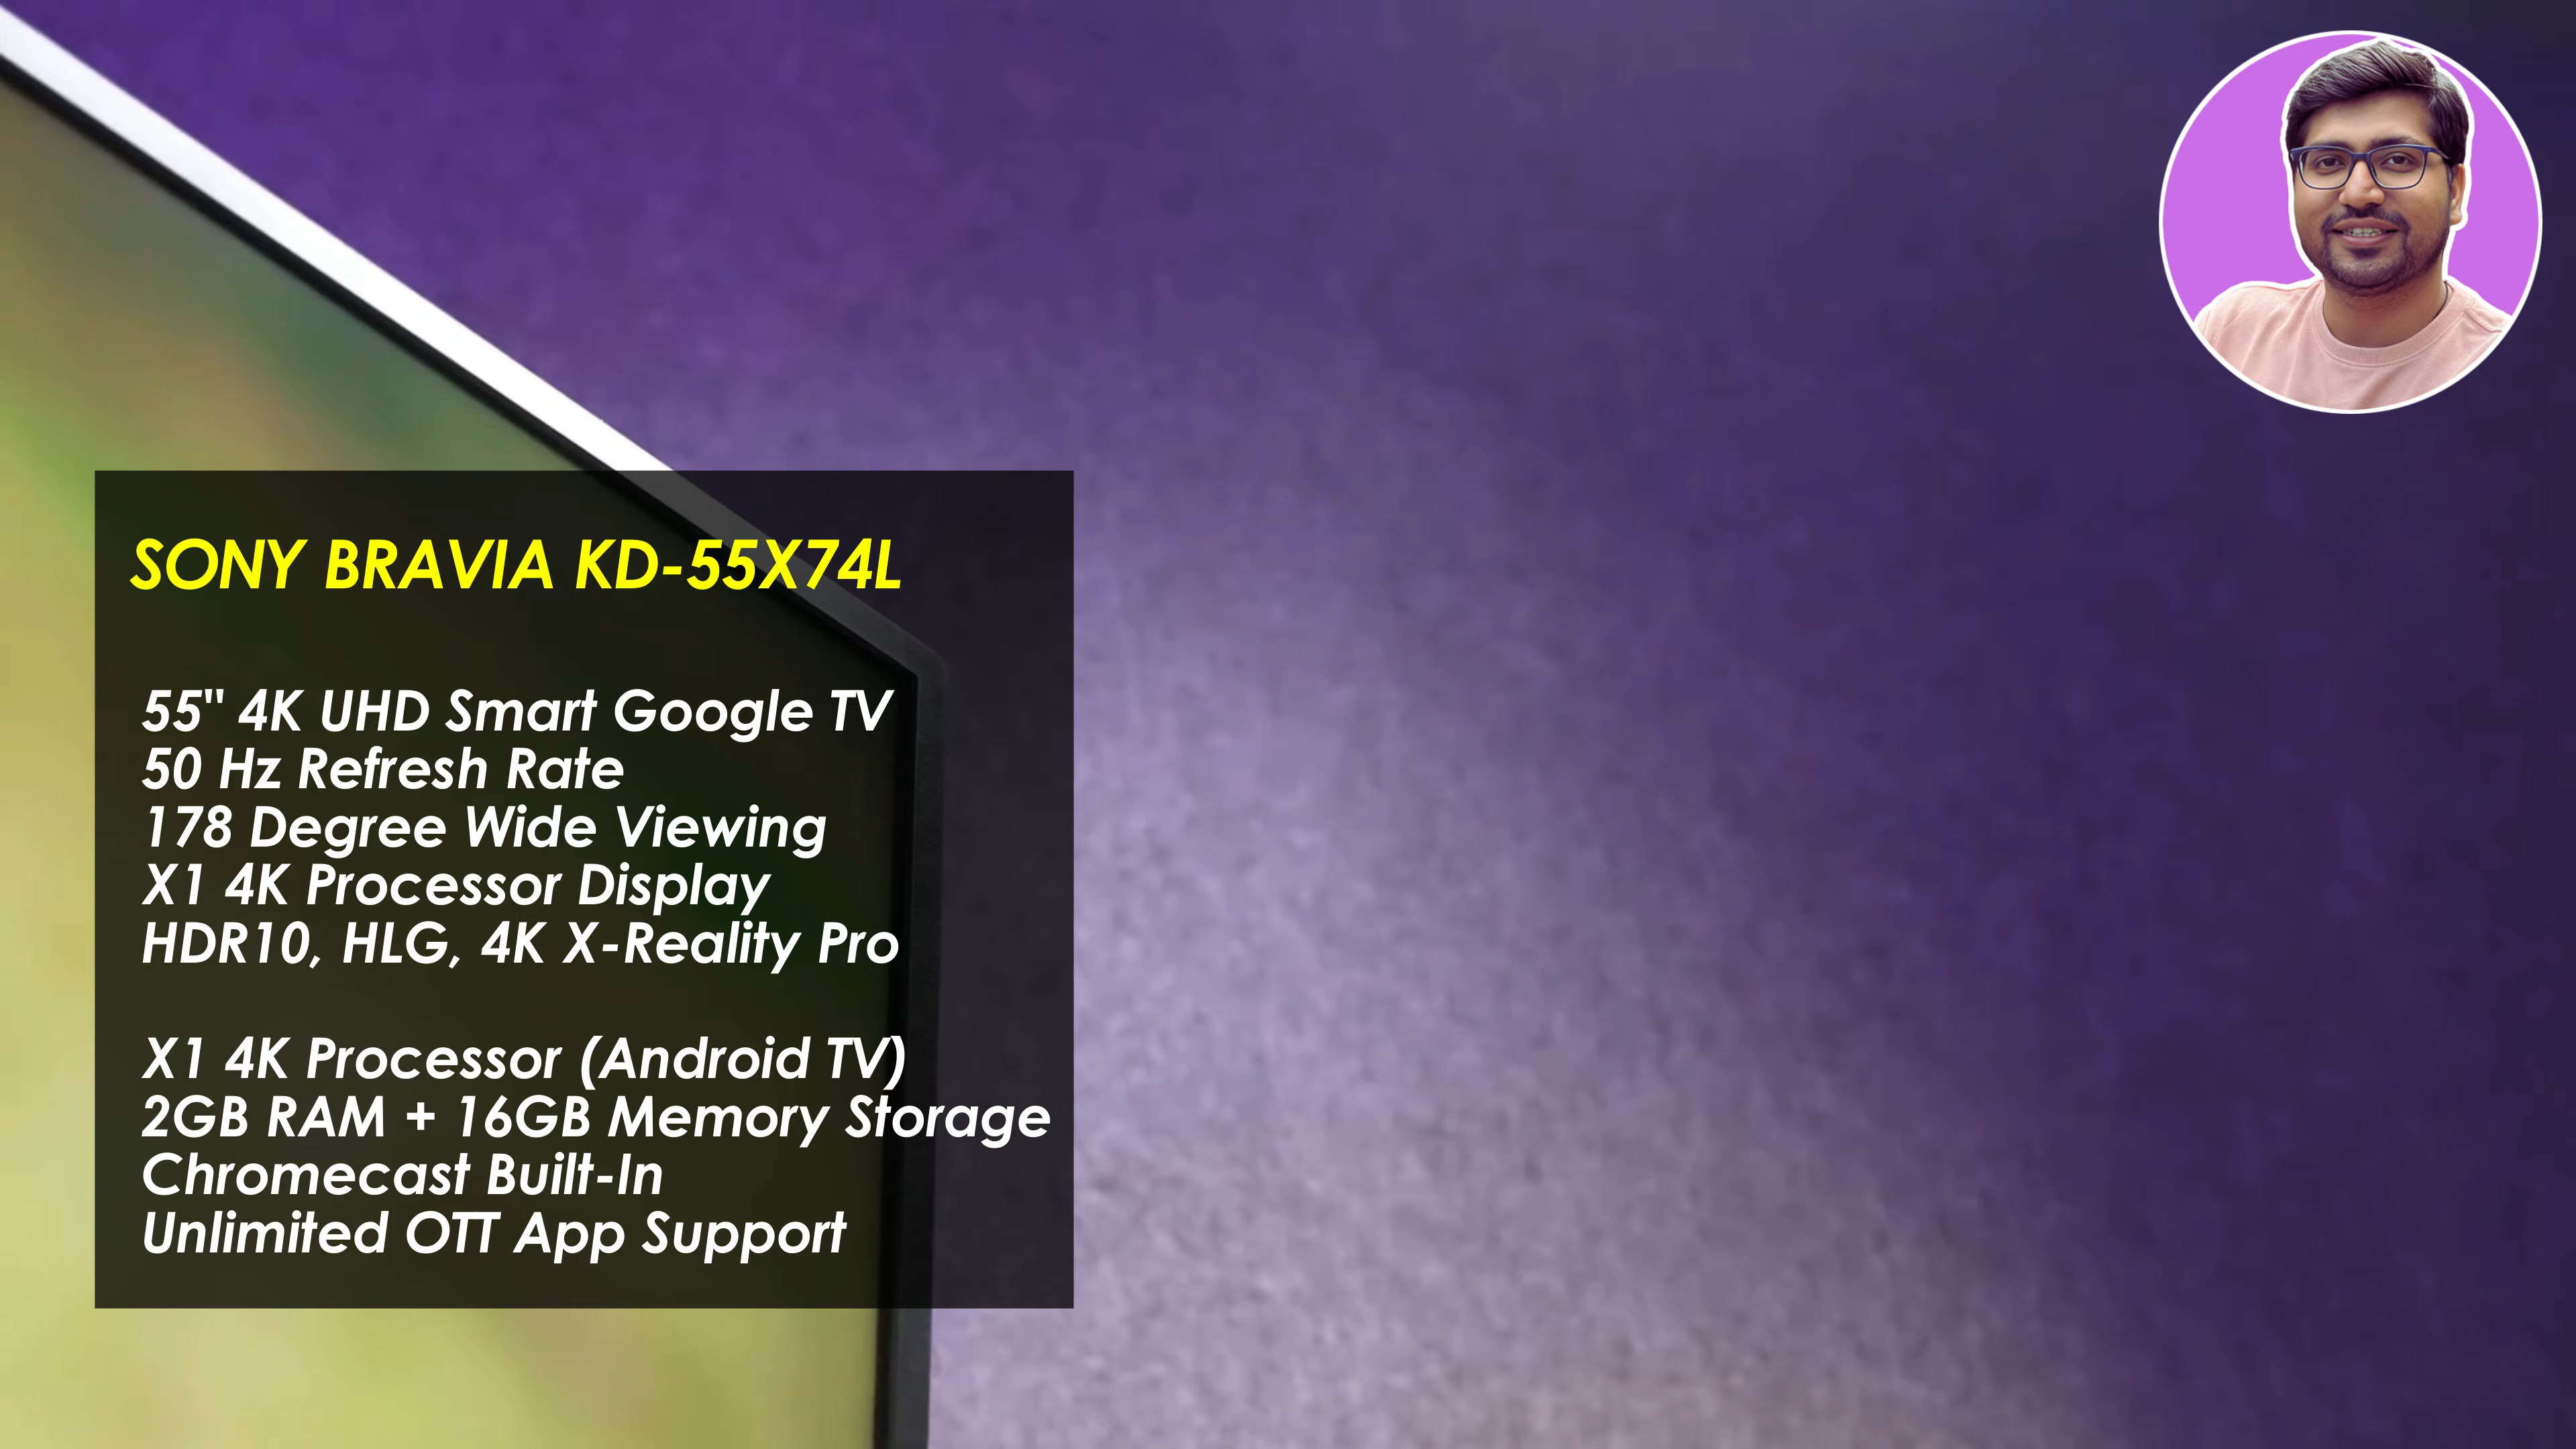 SONY BRAVIA KD-55X74L
55" 4K UHD Smart Google TV
50 Hz Refresh Rate
178 Degree Wide Viewing
X1 4K Processor Display
HDR10, HLG, 4K X-Reality Pro
X1 4K Processor (Android TV)
2GB RAM + 16GB Memory Storage
Chromecast Built-In
Unlimited OTT App Support